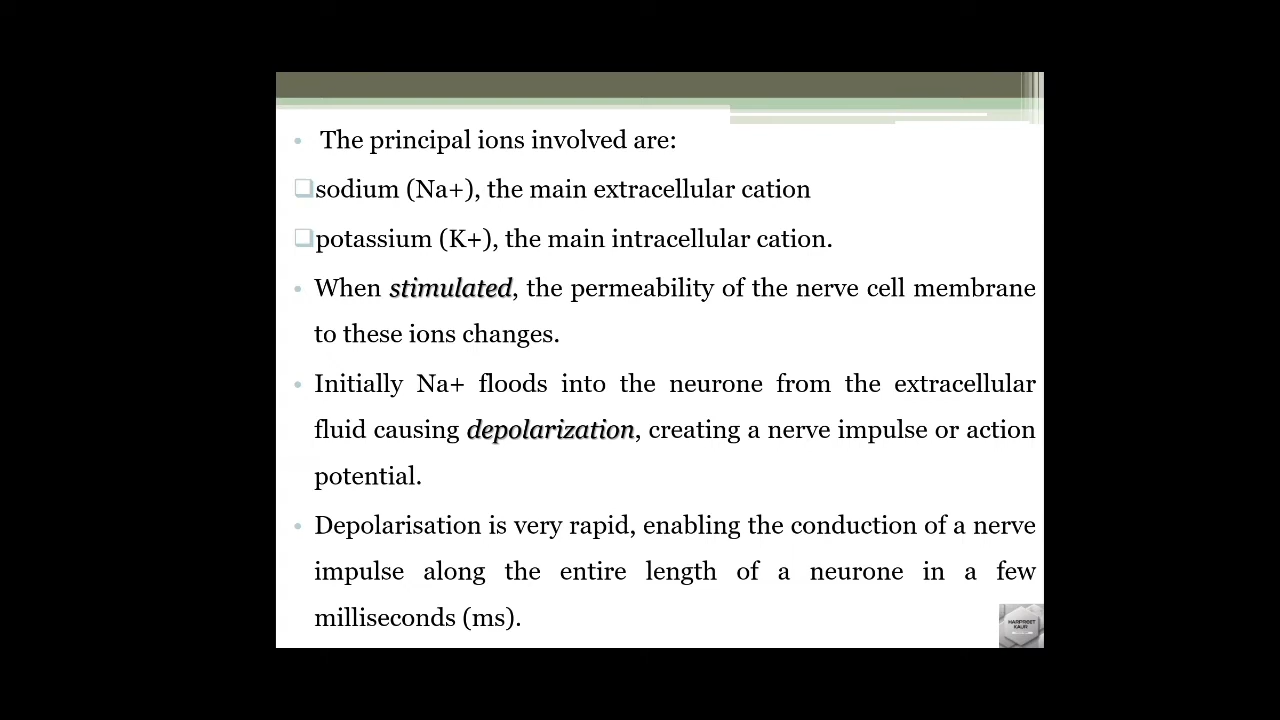 • The principal ions involved are:
❑sodium (Na+), the main extracellular cation
❑potassium (K+), the main intracellular cation.
• When stimulated, the permeability of the nerve cell membrane
to these ions changes.
• Initially Na+ floods into the neurone from the extracellular
fluid causing depolarization, creating a nerve impulse or action
potential.
• Depolarisation is very rapid, enabling the conduction of a nerve
impulse along the entire length of a neurone in a few
milliseconds (ms).
HARPREET
KAUR